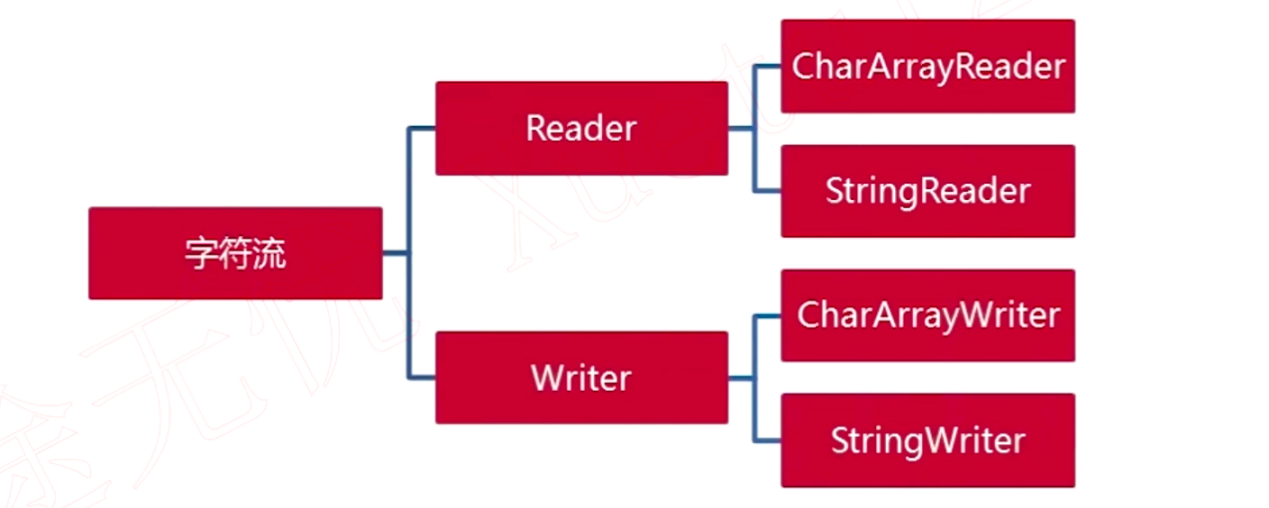 字符流
Reader
CharArrayReader
StringReader
Writer
CharArrayWriter
StringWriter